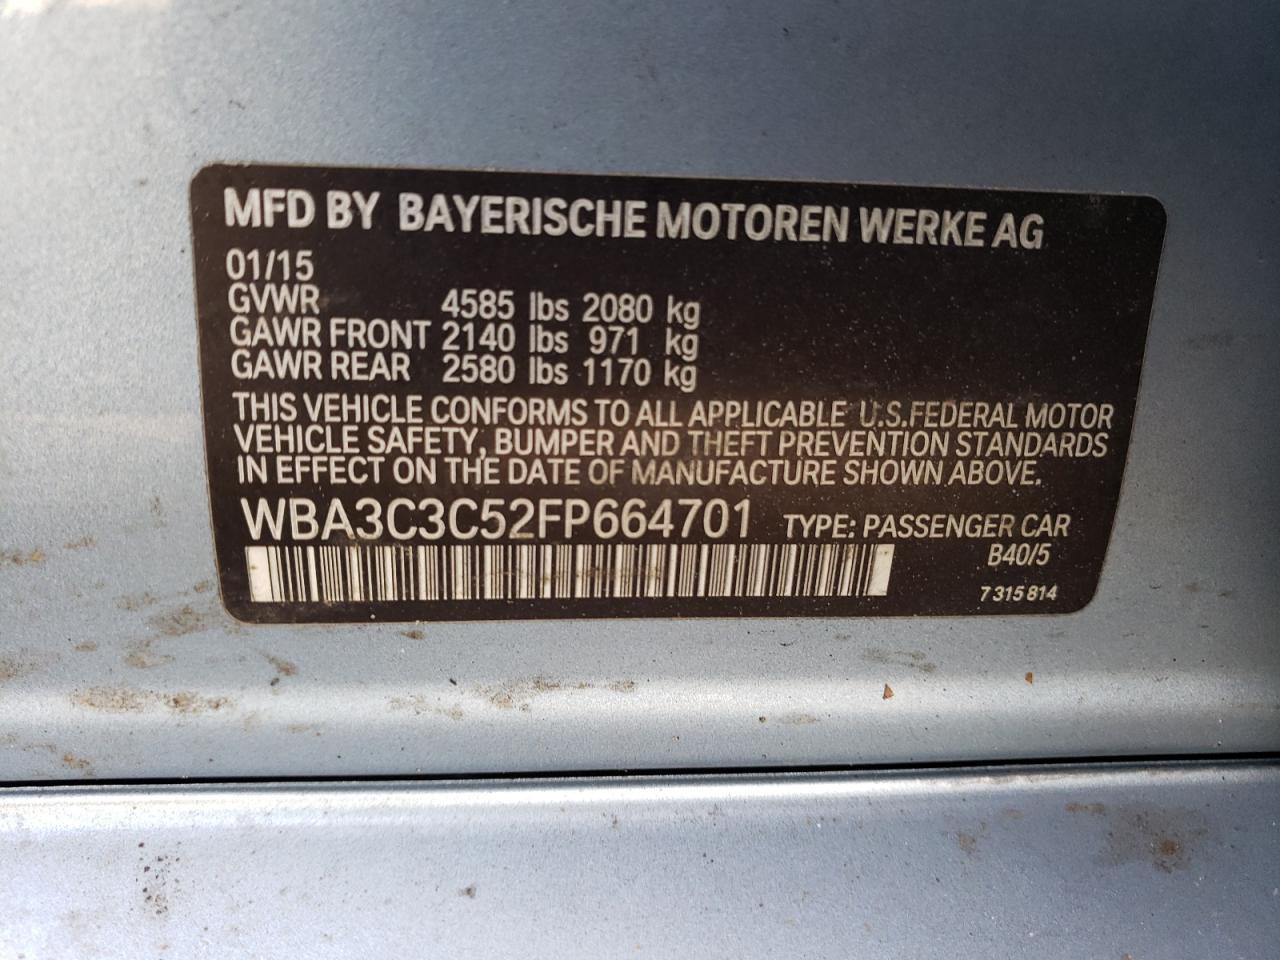 MFD BY BAYERISCHE MOTOREN WERKE AG
01/15
GVWR 4585 lbs 2080 kg
GAWR FRONT 2140 lbs 971 kg
GAWR REAR 2580 lbs 1170 kg
THIS VEHICLE CONFORMS TO ALL APPLICABLE U.S.FEDERAL MOTOR
VEHICLE SAFETY, BUMPER AND THEFT PREVENTION STANDARDS
IN EFFECT ON THE DATE OF MANUFACTURE SHOWN ABOVE.
WBA3C3C52FP664701 TYPE: PASSENGER CAR
B40/5
7 315 814